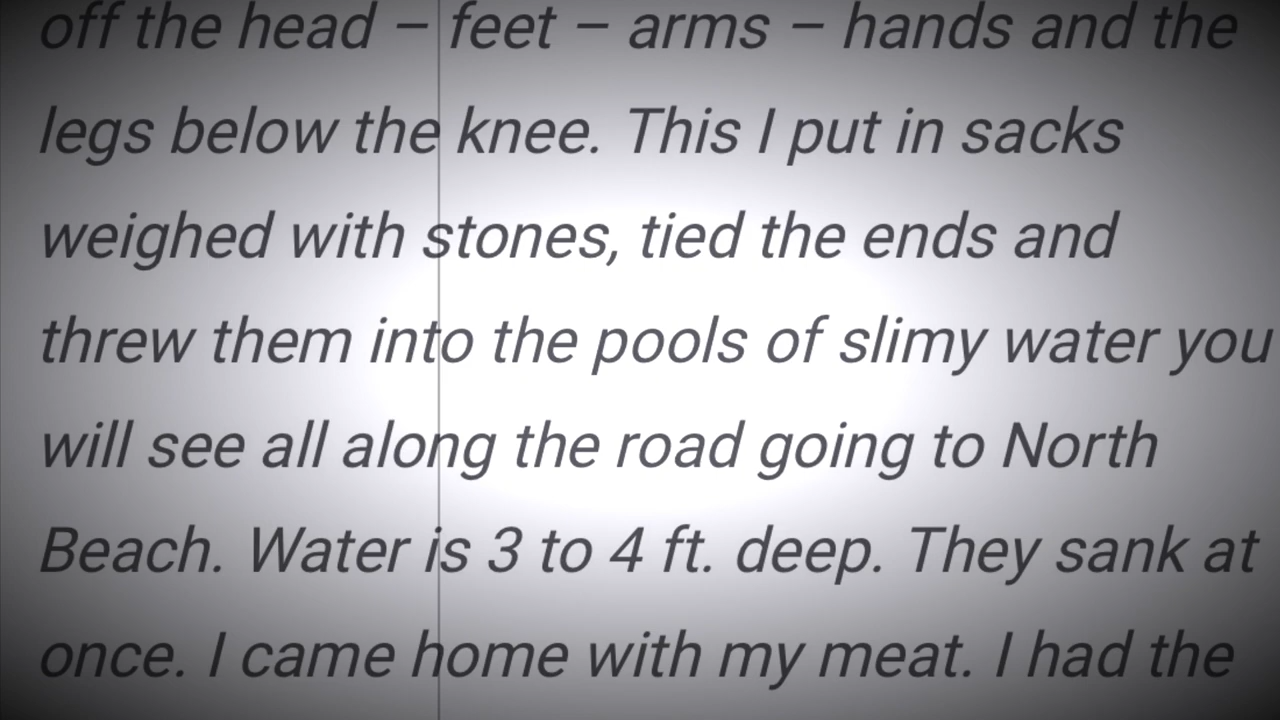 off the head – feet – arms – hands and the
legs below the knee. This I put in sacks
weighed with stones, tied the ends and
threw them into the pools of slimy water you
will see all along the road going to North
Beach. Water is 3 to 4 ft. deep. They sank at
once. I came home with my meat. I had the